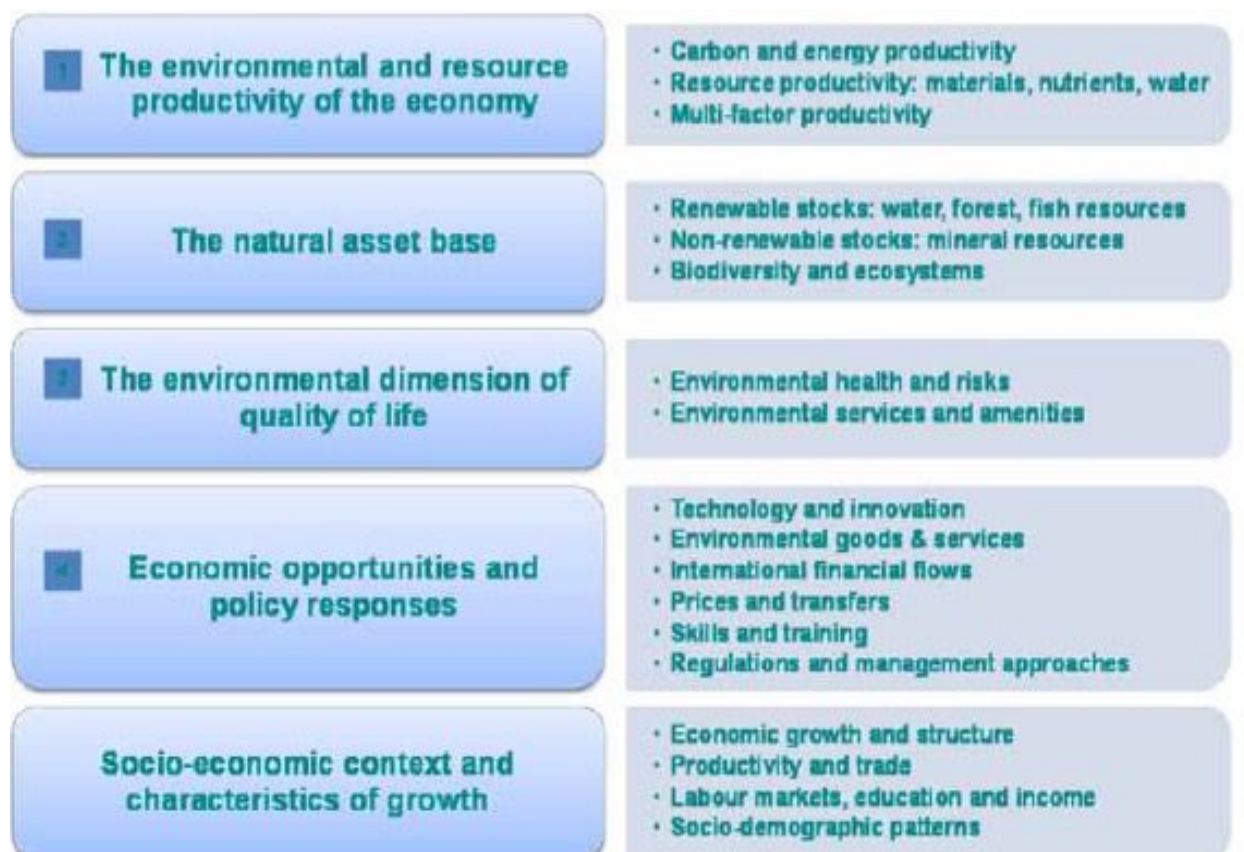 1
The environmental and resource
productivity of the economy
• Carbon and energy productivity
• Resource productivity: materials, nutrients, water
• Multi-factor productivity
2
The natural asset base
• Renewable stocks: water, forest, fish resources
• Non-renewable stocks: mineral resources
• Biodiversity and ecosystems
3
The environmental dimension of
quality of life
• Environmental health and risks
• Environmental services and amenities
4
Economic opportunities and
policy responses
• Technology and innovation
• Environmental goods & services
• International financial flows
• Prices and transfers
• Skills and training
• Regulations and management approaches
Socio-economic context and
characteristics of growth
• Economic growth and structure
• Productivity and trade
• Labour markets, education and income
• Socio-demographic patterns